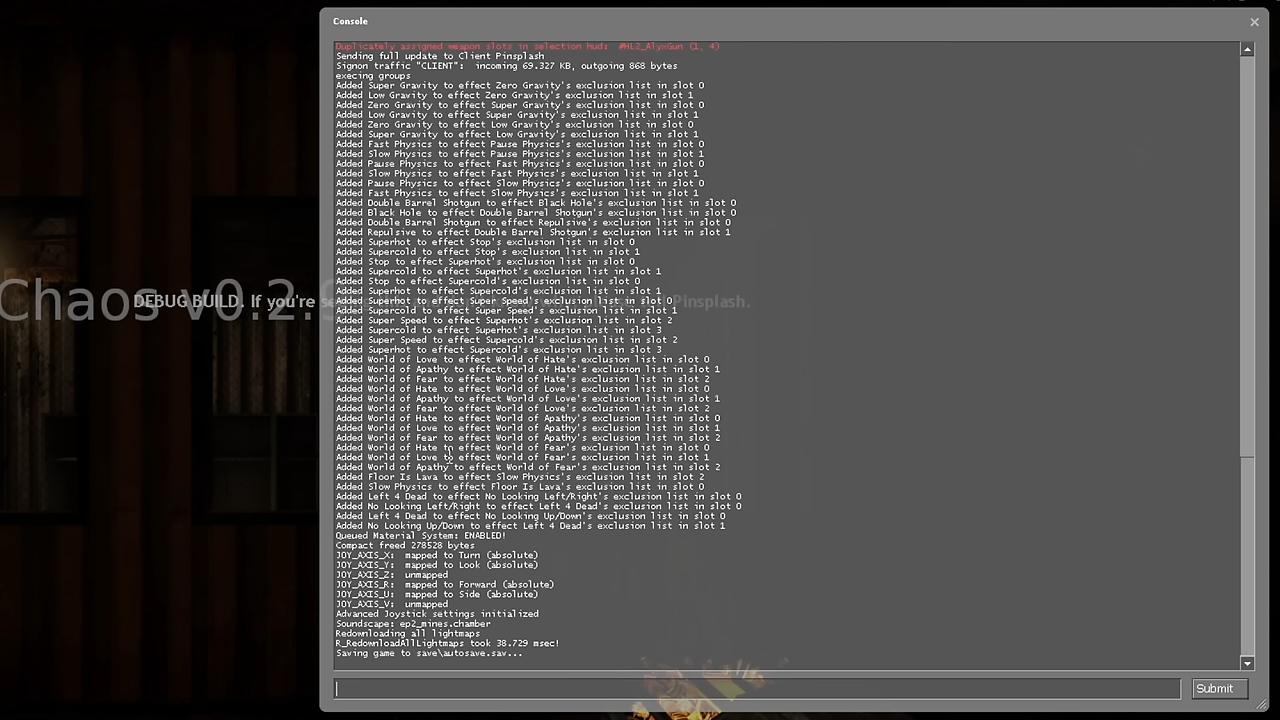 Console
Duplicately assigned weapon slots in selection hud:  #HL2_AlyxGun (1, 4)
Sending full update to Client Pinsplash
Signon traffic "CLIENT":  incoming 69.327 KB, outgoing 868 bytes
execing groups
Added Super Gravity to effect Zero Gravity's exclusion list in slot 0
Added Low Gravity to effect Zero Gravity's exclusion list in slot 1
Added Zero Gravity to effect Super Gravity's exclusion list in slot 0
Added Low Gravity to effect Super Gravity's exclusion list in slot 1
Added Zero Gravity to effect Low Gravity's exclusion list in slot 0
Added Super Gravity to effect Low Gravity's exclusion list in slot 1
Added Fast Physics to effect Pause Physics's exclusion list in slot 0
Added Slow Physics to effect Pause Physics's exclusion list in slot 1
Added Pause Physics to effect Fast Physics's exclusion list in slot 0
Added Slow Physics to effect Fast Physics's exclusion list in slot 1
Added Pause Physics to effect Slow Physics's exclusion list in slot 0
Added Fast Physics to effect Slow Physics's exclusion list in slot 1
Added Double Barrel Shotgun to effect Black Hole's exclusion list in slot 0
Added Black Hole to effect Double Barrel Shotgun's exclusion list in slot 0
Added Double Barrel Shotgun to effect Repulsive's exclusion list in slot 0
Added Repulsive to effect Double Barrel Shotgun's exclusion list in slot 1
Added Superhot to effect Stop's exclusion list in slot 0
Added Supercold to effect Stop's exclusion list in slot 1
Added Stop to effect Superhot's exclusion list in slot 0
Added Supercold to effect Superhot's exclusion list in slot 1
Added Stop to effect Supercold's exclusion list in slot 0
Added Superhot to effect Supercold's exclusion list in slot 1
Added Superhot to effect Super Speed's exclusion list in slot 0
Added Supercold to effect Super Speed's exclusion list in slot 1
Added Super Speed to effect Superhot's exclusion list in slot 2
Added Supercold to effect Superhot's exclusion list in slot 3
Added Super Speed to effect Supercold's exclusion list in slot 2
Added Superhot to effect Supercold's exclusion list in slot 3
Added World of Love to effect World of Hate's exclusion list in slot 0
Added World of Apathy to effect World of Hate's exclusion list in slot 1
Added World of Fear to effect World of Hate's exclusion list in slot 2
Added World of Hate to effect World of Love's exclusion list in slot 0
Added World of Apathy to effect World of Love's exclusion list in slot 1
Added World of Fear to effect World of Love's exclusion list in slot 2
Added World of Hate to effect World of Apathy's exclusion list in slot 0
Added World of Love to effect World of Apathy's exclusion list in slot 1
Added World of Fear to effect World of Apathy's exclusion list in slot 2
Added World of Hate to effect World of Fear's exclusion list in slot 0
Added World of Love to effect World of Fear's exclusion list in slot 1
Added World of Apathy to effect World of Fear's exclusion list in slot 2
Added Floor Is Lava to effect Slow Physics's exclusion list in slot 2
Added Slow Physics to effect Floor Is Lava's exclusion list in slot 0
Added Left 4 Dead to effect No Looking Left/Right's exclusion list in slot 0
Added No Looking Left/Right to effect Left 4 Dead's exclusion list in slot 0
Added Left 4 Dead to effect No Looking Up/Down's exclusion list in slot 0
Added No Looking Up/Down to effect Left 4 Dead's exclusion list in slot 1
Queued Material System: ENABLED!
Compact freed 278528 bytes
JOY_AXIS_X:  mapped to Turn (absolute)
JOY_AXIS_Y:  mapped to Look (absolute)
JOY_AXIS_Z:  unmapped
JOY_AXIS_R:  mapped to Forward (absolute)
JOY_AXIS_U:  mapped to Side (absolute)
JOY_AXIS_V:  unmapped
Advanced Joystick settings initialized
Soundscape: ep2_mines.chamber
Redownloading all lightmaps
R_RedownloadAllLightmaps took 38.729 msec!
Saving game to save\autosave.sav...
Submit
Chaos v0.2.9
DEBUG BUILD. If you're Pinsplash.